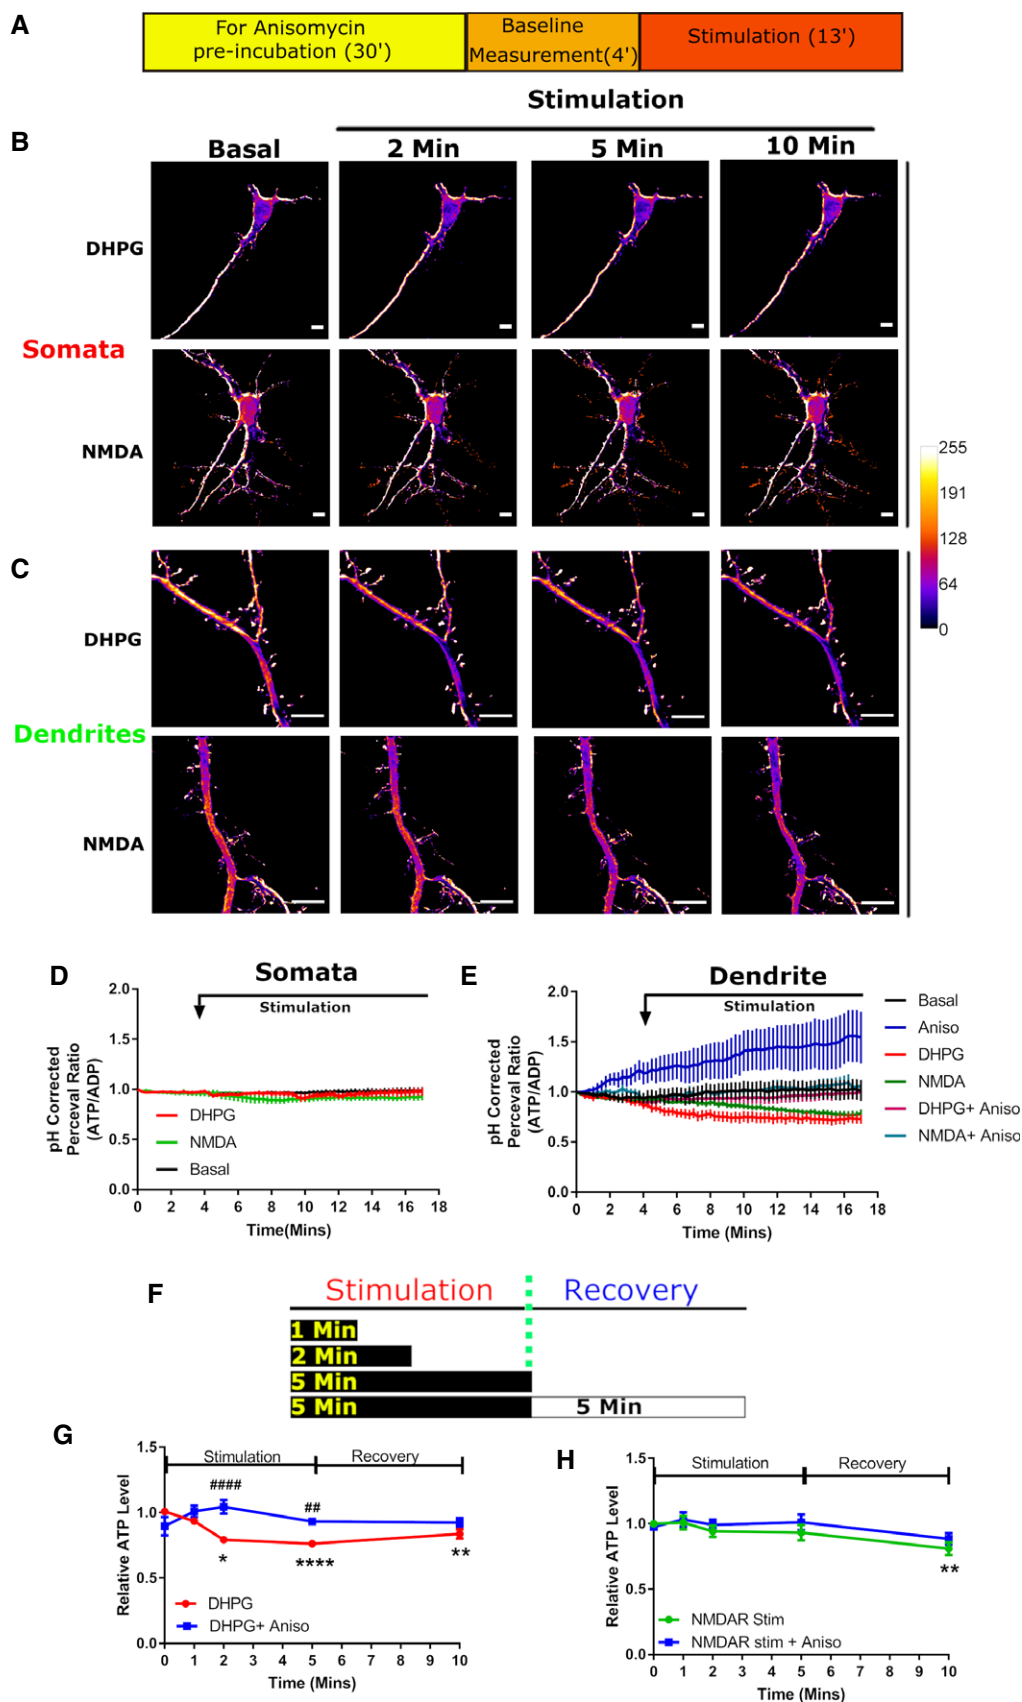 A
For Anisomycin
pre-incubation (30')
Baseline
Measurement(4')
Stimulation (13')
Stimulation
B
Basal
2 Min
5 Min
10 Min
DHPG
Somata
NMDA
255
191
128
64
0
C
DHPG
Dendrites
NMDA
D
Somata
Stimulation
2.0
1.5
1.0
0.5
0.0
pH Corrected
Perceval Ratio
(ATP/ADP)
DHPG
NMDA
Basal
0 2 4 6 8 10 12 14 16 18
Time(Mins)
E
Dendrite
Stimulation
2.0
1.5
1.0
0.5
0.0
pH Corrected
Perceval Ratio
(ATP/ADP)
0 2 4 6 8 10 12 14 16 18
Time (Mins)
Basal
Aniso
DHPG
NMDA
DHPG+ Aniso
NMDA+ Aniso
F
Stimulation
Recovery
1 Min
2 Min
5 Min
5 Min
5 Min
G
Stimulation
Recovery
1.5
1.0
0.5
0.0
Relative ATP Level
####
##
*
****
**
DHPG
DHPG+ Aniso
0 1 2 3 4 5 6 7 8 9 10
Time (Mins)
H
Stimulation
Recovery
1.5
1.0
0.5
0.0
Relative ATP Level
**
NMDAR Stim
NMDAR stim + Aniso
0 1 2 3 4 5 6 7 8 9 10
Time (Mins)